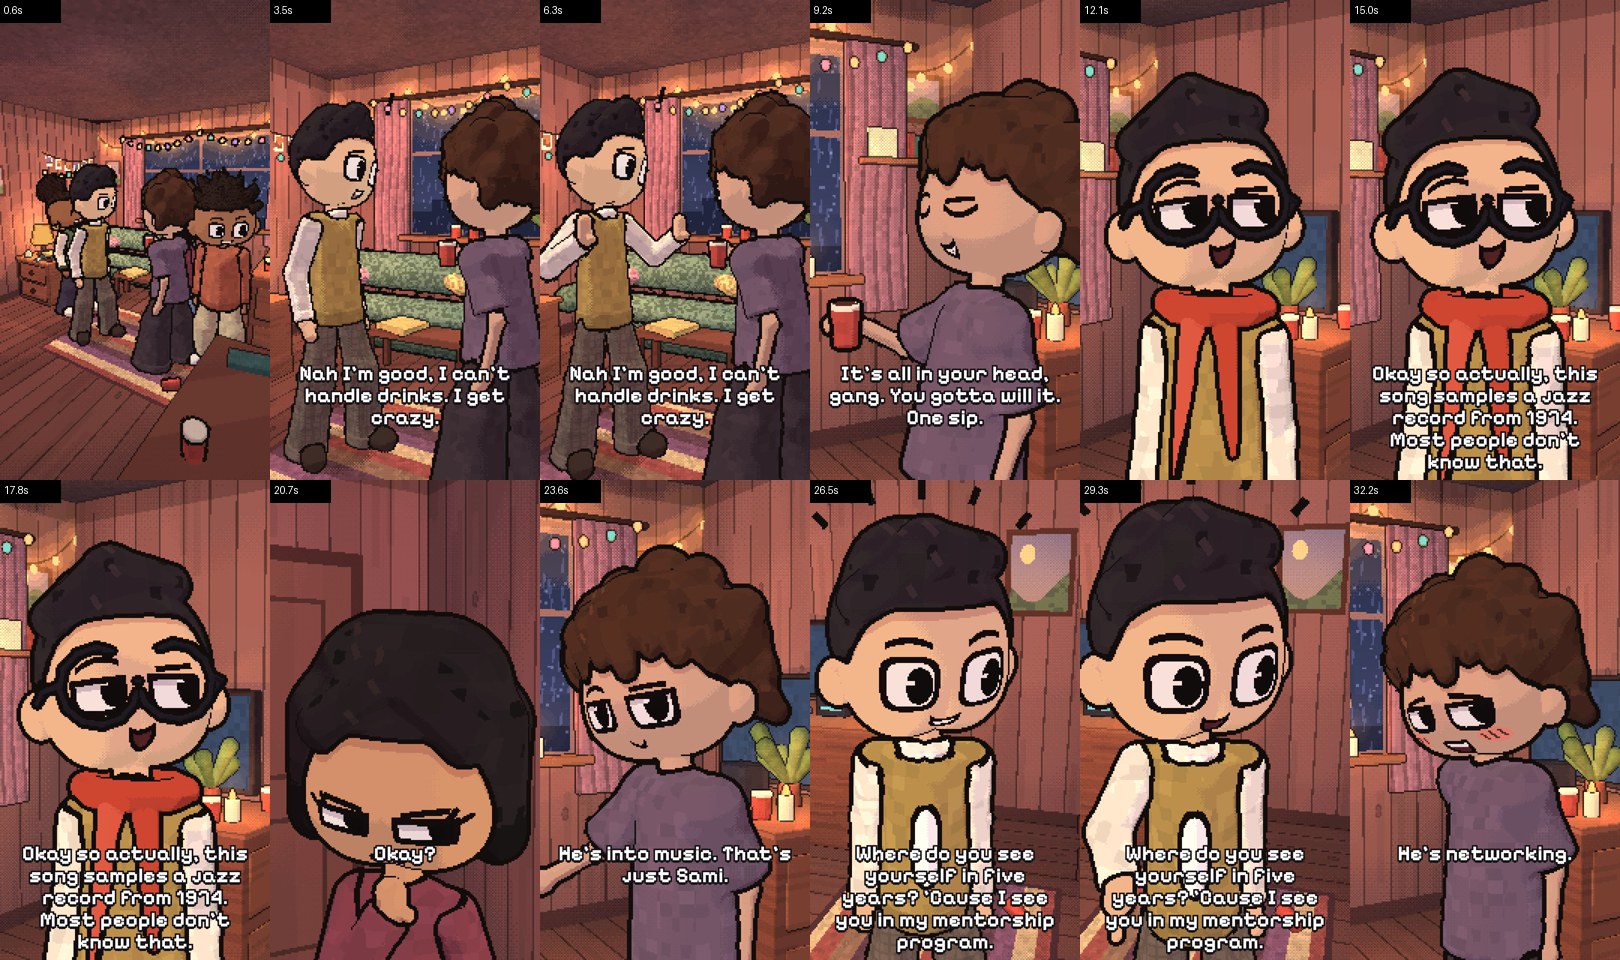 0.6s
3.5s
6.3s
9.2s
12.1s
15.0s
Nah I'm good, I can't
handle drinks. I get
crazy.
Nah I'm good, I can't
handle drinks. I get
crazy.
It's all in your head,
gang. You gotta will it.
One sip.
Okay so actually, this
song samples a jazz
record from 1974.
Most people don't
know that.
17.8s
20.7s
23.6s
26.5s
29.3s
32.2s
Okay so actually, this
song samples a jazz
record from 1974.
Most people don't
know that.
Okay?
He's into music. That's
just Sami.
Where do you see
yourself in five
years? 'Cause I see
you in my mentorship
program.
Where do you see
yourself in five
years? 'Cause I see
you in my mentorship
program.
He's networking.